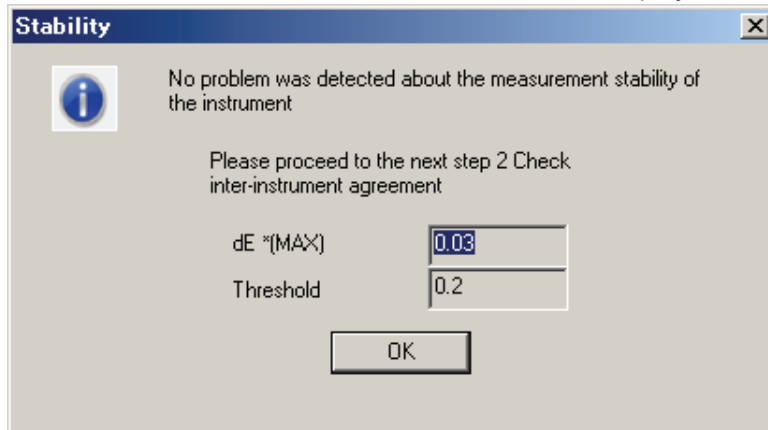 Stability
No problem was detected about the measurement stability of
the instrument
Please proceed to the next step 2 Check
inter-instrument agreement
dE *(MAX) 0.03
Threshold 0.2
OK